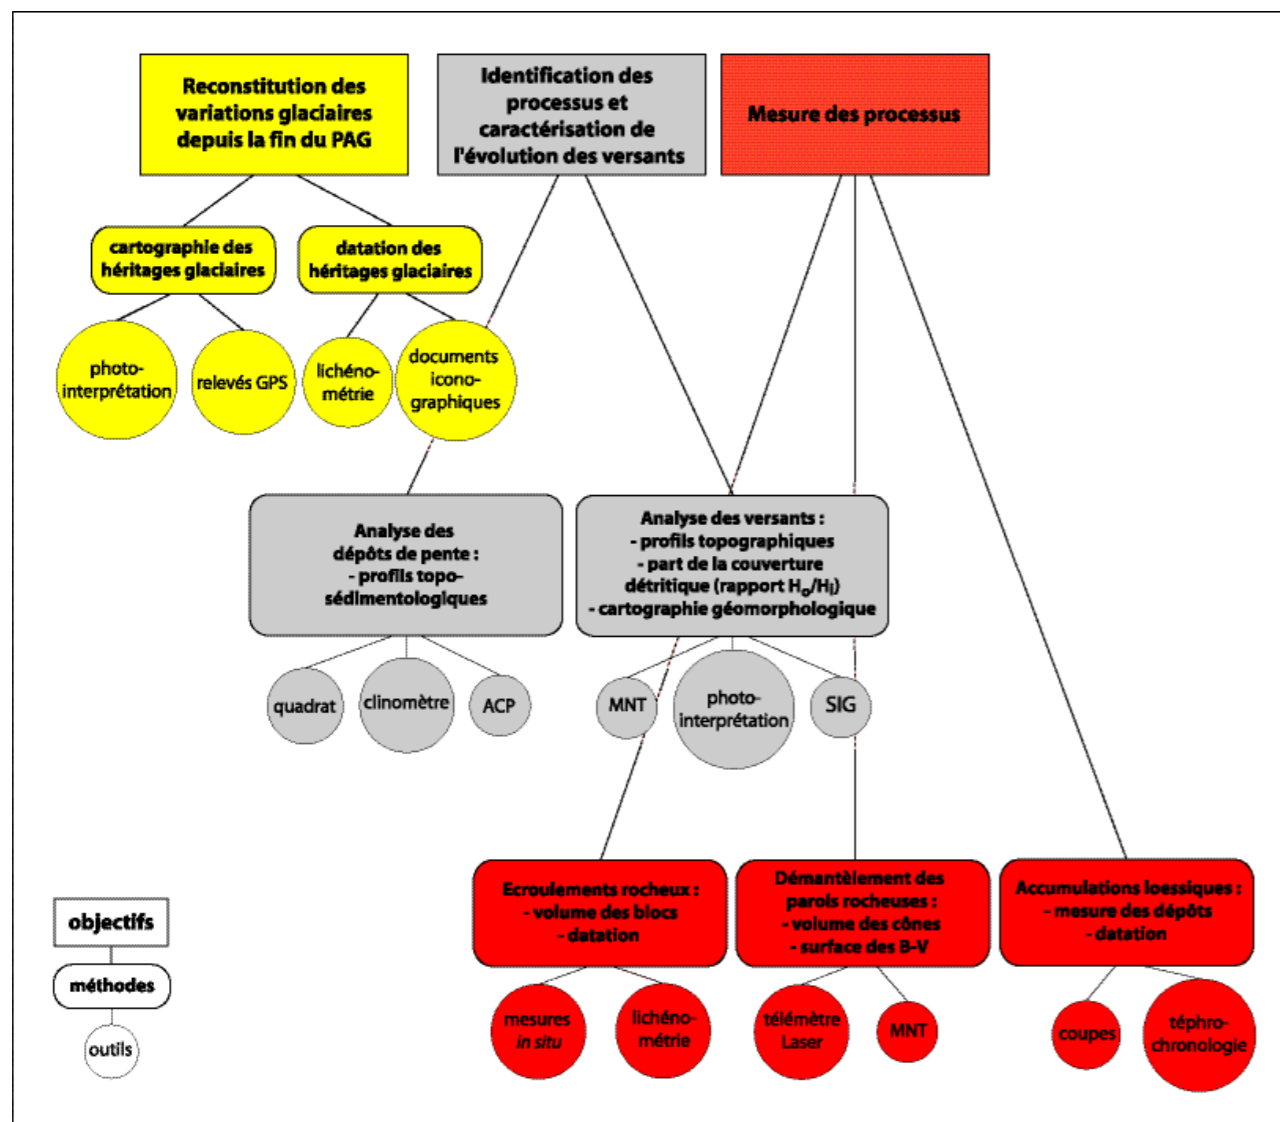 Reconstitution des
variations glaciaires
depuis la fin du PAG
Identification des
processus et
caractérisation de
l'évolution des versants
Mesure des processus
cartographie des
héritages glaciaires
datation des
héritages glaciaires
photo-
interprétation
relevés GPS
lichéno-
métrie
documents
icono-
graphiques
Analyse des
dépôts de pente :
- profils topo-
sédimentologiques
Analyse des versants :
- profils topographiques
- part de la couverture
détritique (rapport Ho/Hi)
- cartographie géomorphologique
quadrat
clinomètre
ACP
MNT
photo-
interprétation
SIG
Ecroulements rocheux :
- volume des blocs
- datation
Démantèlement des
parois rocheuses :
- volume des cônes
- surface des B-V
Accumulations loessiques :
- mesure des dépôts
- datation
mesures
in situ
lichéno-
métrie
télémètre
Laser
MNT
coupes
téphro-
chronologie
objectifs
méthodes
outils